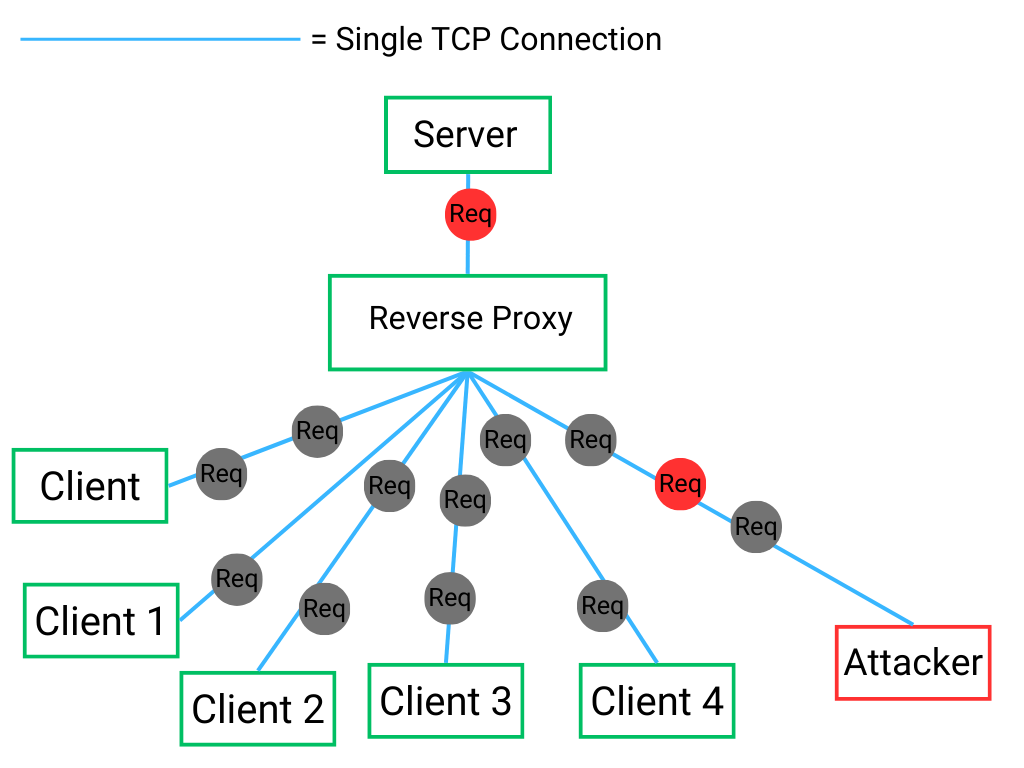 = Single TCP Connection
Server
Req
Reverse Proxy
Req
Req
Req
Req
Req
Req
Req
Req
Req
Req
Req
Req
Client
Client 1
Client 2
Client 3
Client 4
Attacker